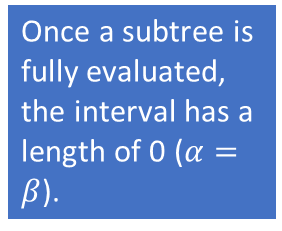 Once a subtree is
fully evaluated,
the interval has a
length of 0 (𝛼 =
𝛽).